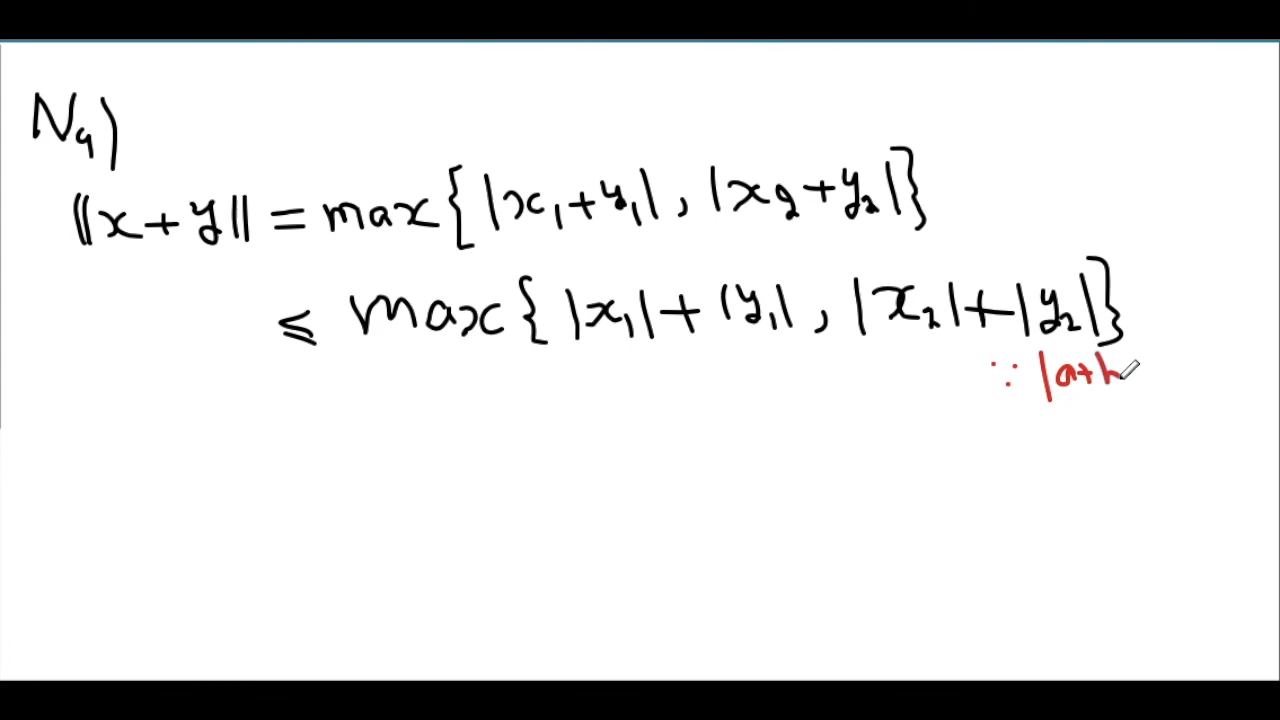 N₄)
‖x+y‖ = max{|x₁+y₁|, |x₂+y₂|}
≤ max{|x₁|+|y₁|, |x₂|+|y₂|}
∵ |a+b